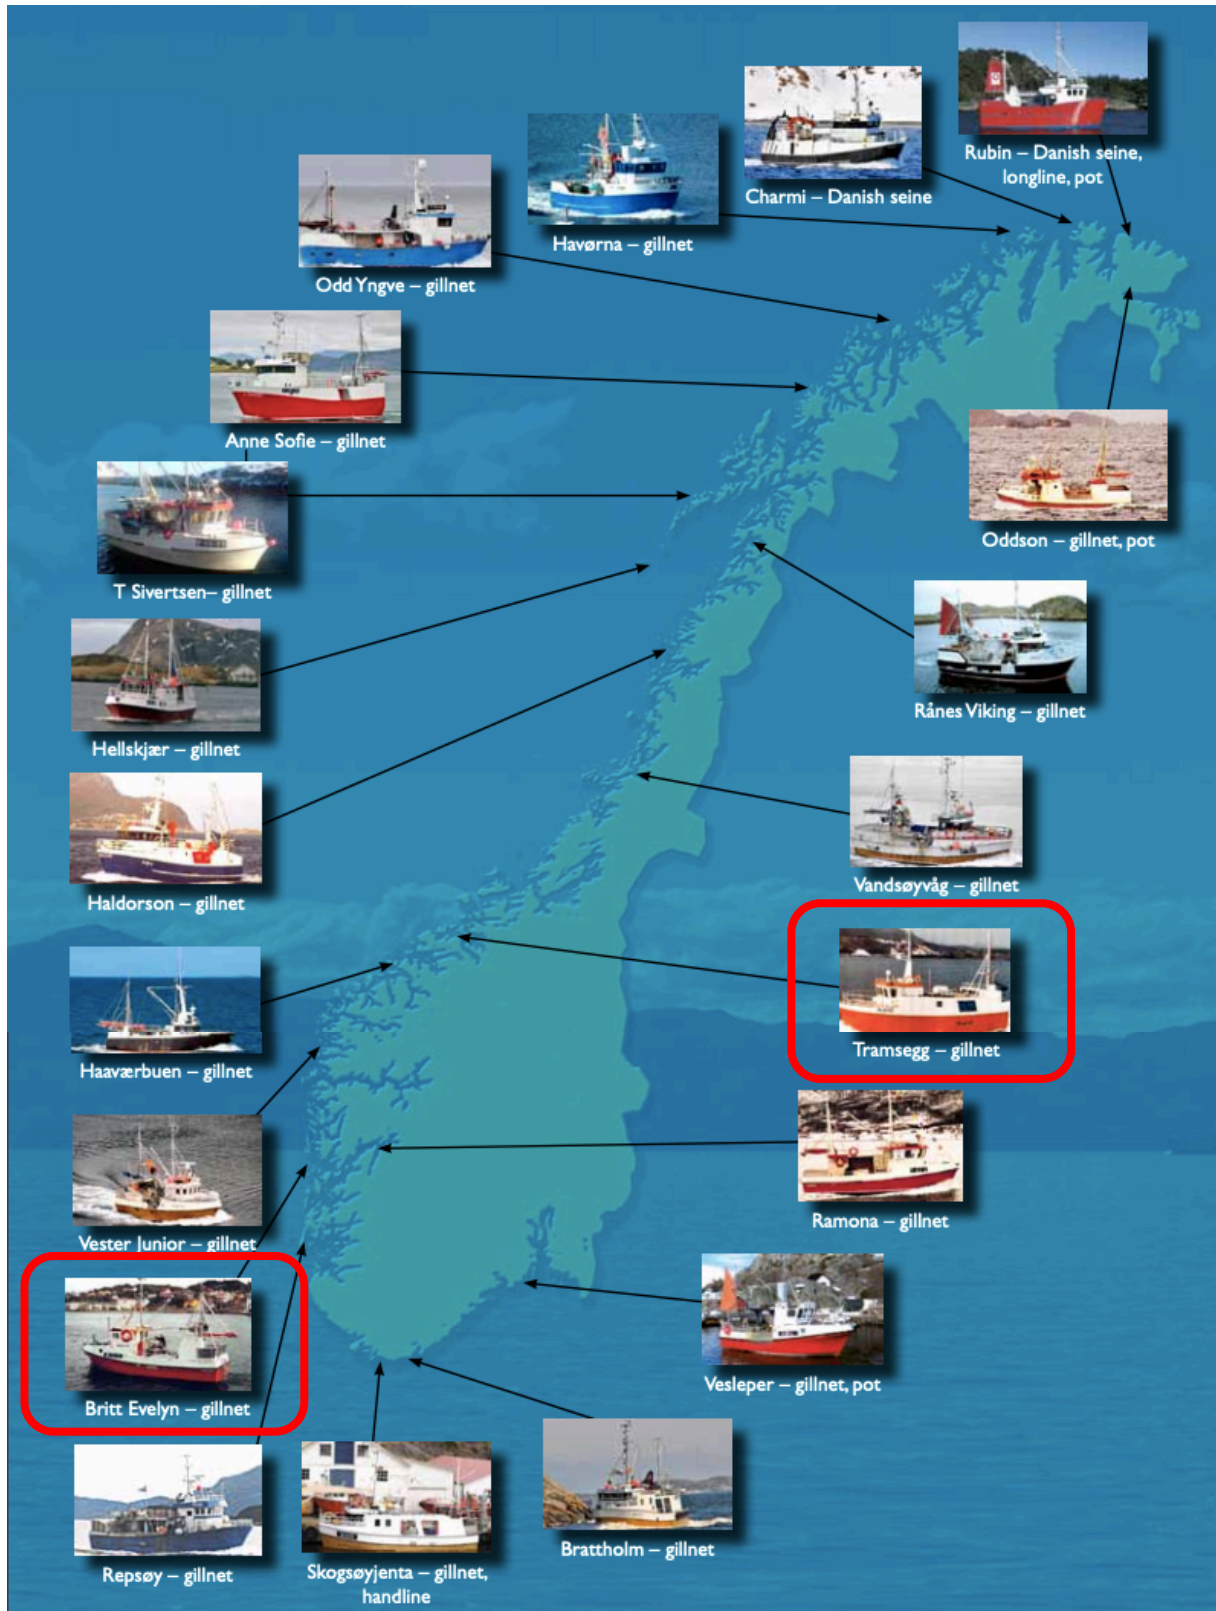 Rubin – Danish seine,
longline, pot
Charmi – Danish seine
Havørna – gillnet
Odd Yngve – gillnet
Anne Sofie – gillnet
T Sivertsen– gillnet
Oddson – gillnet, pot
Rånes Viking – gillnet
Hellskjær – gillnet
Haldorson – gillnet
Vandsøyvåg – gillnet
Haaværbuen – gillnet
Tramsegg – gillnet
Vester Junior – gillnet
Ramona – gillnet
Britt Evelyn – gillnet
Vesleper – gillnet, pot
Repsøy – gillnet
Skogsøyjenta – gillnet,
handline
Brattholm – gillnet